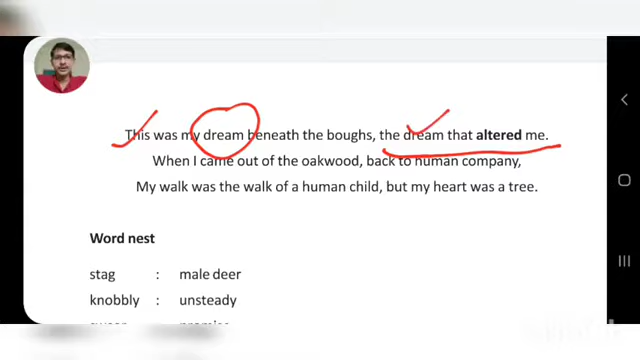 This was my dream beneath the boughs, the dream that altered me.
When I came out of the oakwood, back to human company,
My walk was the walk of a human child, but my heart was a tree.
Word nest
stag : male deer
knobbly : unsteady
swear : promise